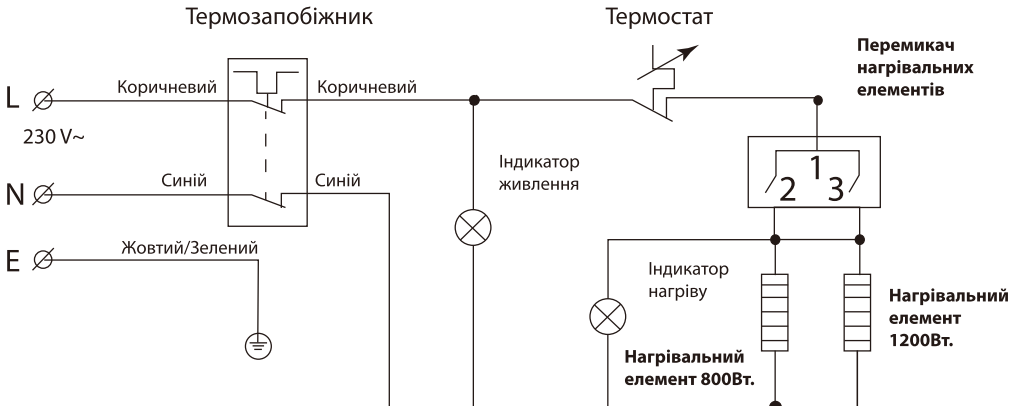 Термозапобіжник
Термостат
Перемикач
нагрівальних
елементів
L
Коричневий
Коричневий
230 V~
1
2
3
Індикатор
живлення
N
Синій
Синій
E
Жовтий/Зелений
Індикатор
нагріву
Нагрівальний
елемент
1200Вт.
Нагрівальний
елемент 800Вт.